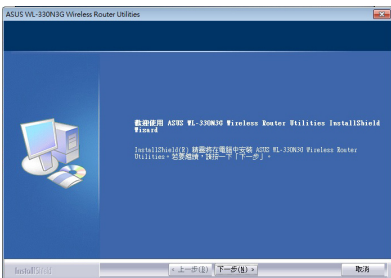 ASUS WL-330N3G Wireless Router Utilities
歡迎使用 ASUS WL-330N3G Wireless Router Utilities InstallShield
Wizard
InstallShield(R) 精靈將在電腦中安裝 ASUS WL-330N3G Wireless Router
Utilities。若要繼續，請按一下「下一步」。
InstallShield
< 上一步(B)
下一步(N) >
取消